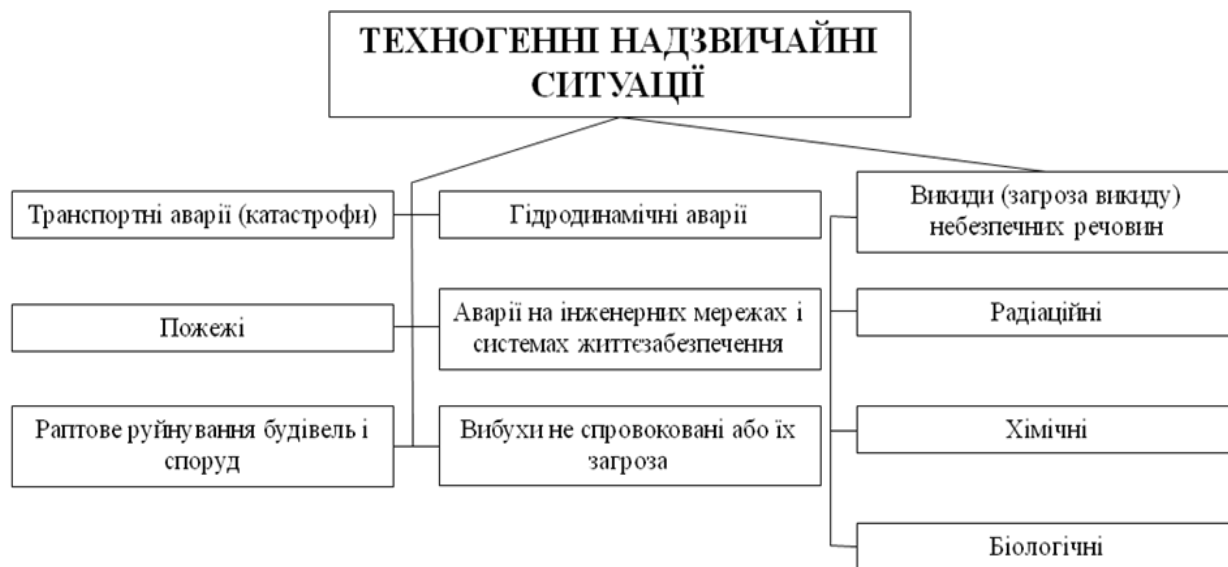 ТЕХНОГЕННІ НАДЗВИЧАЙНІ
СИТУАЦІЇ
Транспортні аварії (катастрофи)
Гідродинамічні аварії
Викиди (загроза викиду)
небезпечних речовин
Пожежі
Аварії на інженерних мережах і
системах життєзабезпечення
Радіаційні
Раптове руйнування будівель і
споруд
Вибухи не спровоковані або їх
загроза
Хімічні
Біологічні